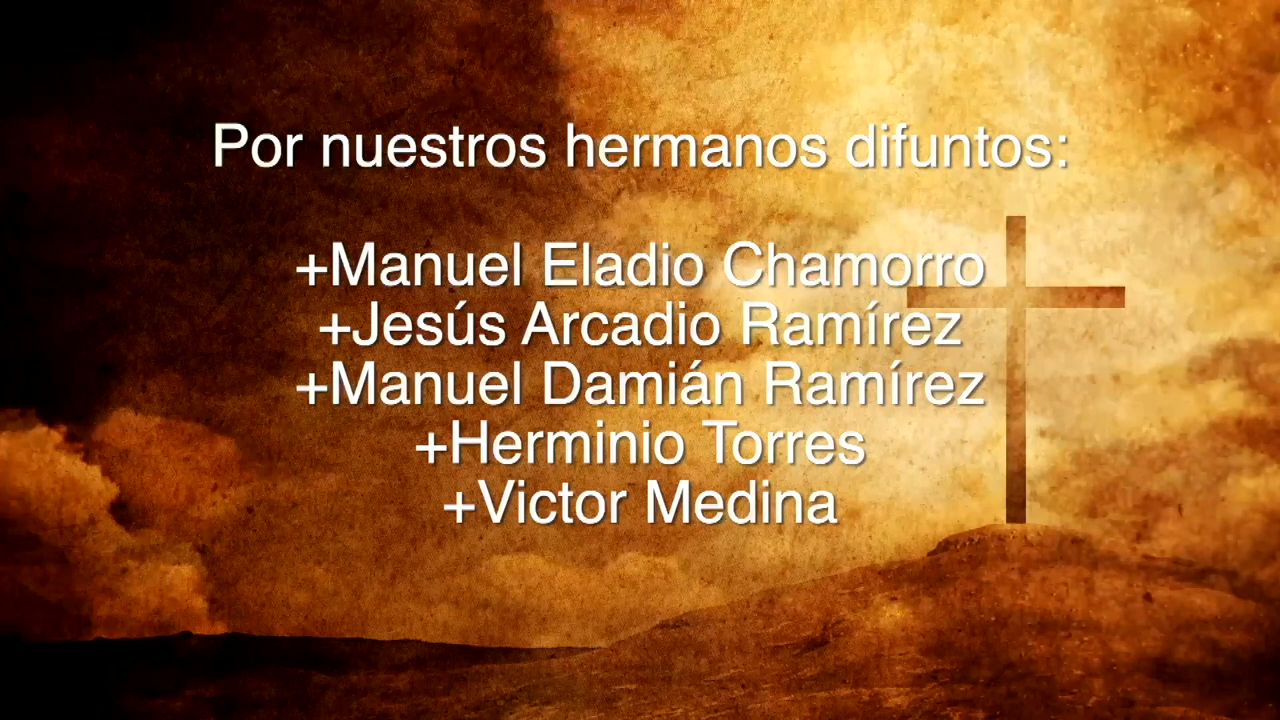 Por nuestros hermanos difuntos:
+Manuel Eladio Chamorro
+Jesús Arcadio Ramírez
+Manuel Damián Ramírez
+Herminio Torres
+Victor Medina